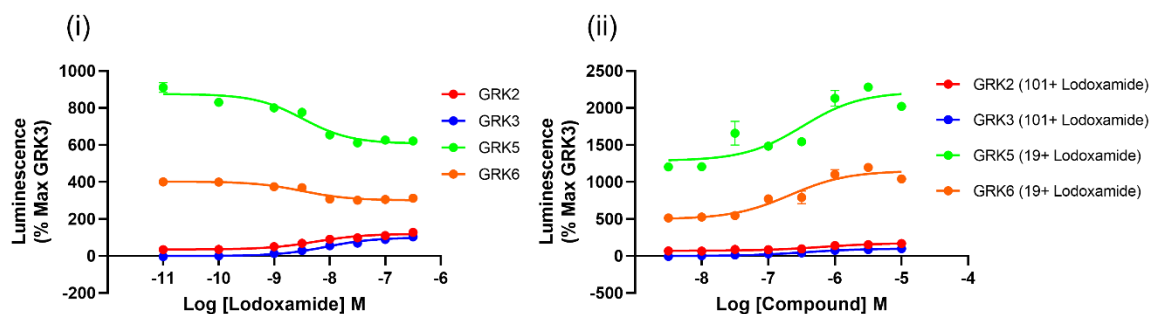 (i)
1000
800
600
400
200
0
-200
Luminescence
(% Max GRK3)
-11 -10 -9 -8 -7 -6
Log [Lodoxamide] M
GRK2
GRK3
GRK5
GRK6
(ii)
2500
2000
1500
1000
500
0
-500
Luminescence
(% Max GRK3)
-8 -7 -6 -5 -4
Log [Compound] M
GRK2 (101+ Lodoxamide)
GRK3 (101+ Lodoxamide)
GRK5 (19+ Lodoxamide)
GRK6 (19+ Lodoxamide)